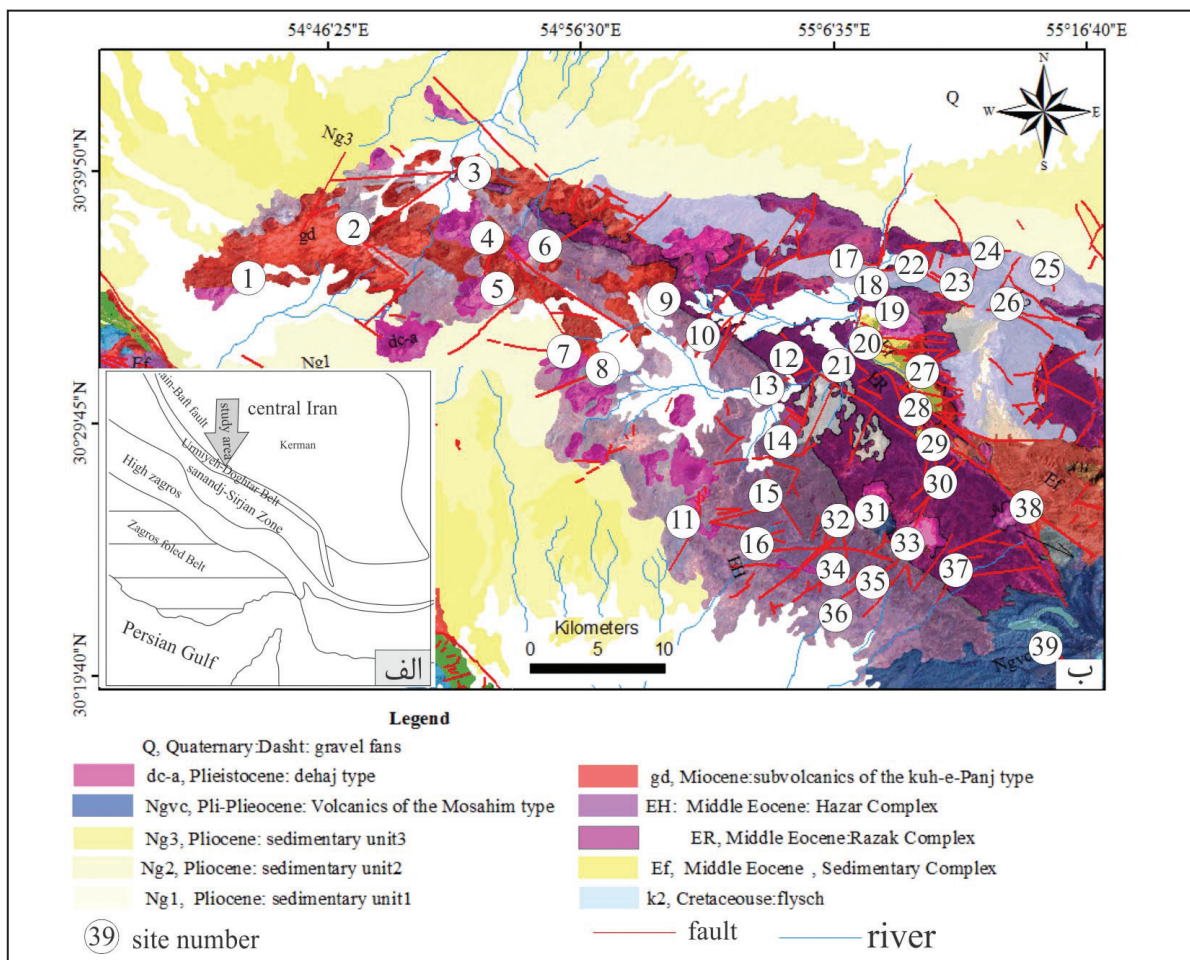 54°46'25"E 54°56'30"E 55°6'35"E 55°16'40"E
30°39'50"N
30°29'45"N
30°19'40"N
N
W E
S
Q
Ng3
gd
dc-a
Ng1
Ef
ER
Ef
EH
Ngvc
1
2
3
4
5
6
7
8
9
10
11
12
13
14
15
16
17
18
19
20
21
22
23
24
25
26
27
28
29
30
31
32
33
34
35
36
37
38
39
study area
central Iran
Kerman
Urmiyeh-Doghtar Belt
sanandj-Sirjan Zone
High zagros
Zagros foled Belt
Persian Gulf
الف
Kilometers
0 5 10
ب
Legend
Q, Quaternary:Dasht: gravel fans
dc-a, Plieistocene: dehaj type
Ngvc, Pli-Plieocene: Volcanics of the Mosahim type
Ng3, Pliocene: sedimentary unit3
Ng2, Pliocene: sedimentary unit2
Ng1, Pliocene: sedimentary unit1
39 site number
gd, Miocene:subvolcanics of the kuh-e-Panj type
EH: Middle Eocene: Hazar Complex
ER, Middle Eocene:Razak Complex
Ef, Middle Eocene , Sedimentary Complex
k2, Cretaceouse:flysch
fault
river